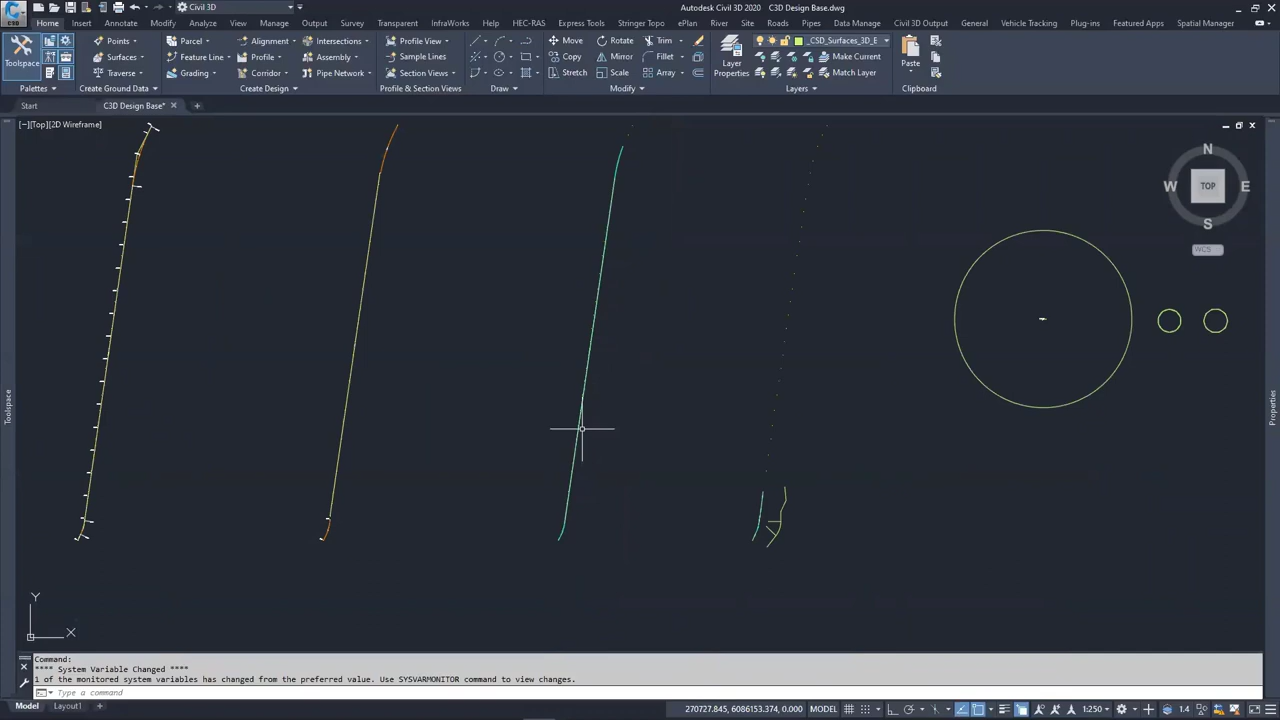 Civil 3D
Autodesk Civil 3D 2020 C3D Design Base.dwg
Home Insert Annotate Modify Analyze View Manage Output Survey Transparent InfraWorks Help HEC-RAS Express Tools Stringer Topo ePlan River Site Roads Pipes Data Manager Civil 3D Output General Vehicle Tracking Plug-ins Featured Apps Spatial Manager
Points Parcel Alignment Intersections Profile View Move Rotate Trim _CSD_Surfaces_3D_E
Toolspace Surfaces Feature Line Profile Assembly Sample Lines Copy Mirror Fillet Layer Properties Make Current Paste
Traverse Grading Corridor Pipe Network Section Views Stretch Scale Array Match Layer
Palettes Create Ground Data Create Design Profile & Section Views Draw Modify Layers Clipboard
Start C3D Design Base*
[−][Top][2D Wireframe]
N
W TOP E
S
WCS
Toolspace
Properties
Y
X
Command:
**** System Variable Changed ****
1 of the monitored system variables has changed from the preferred value. Use SYSVARMONITOR command to view changes.
Type a command
Model Layout1 270727.845, 6086153.374, 0.000 MODEL 1:250 1.4